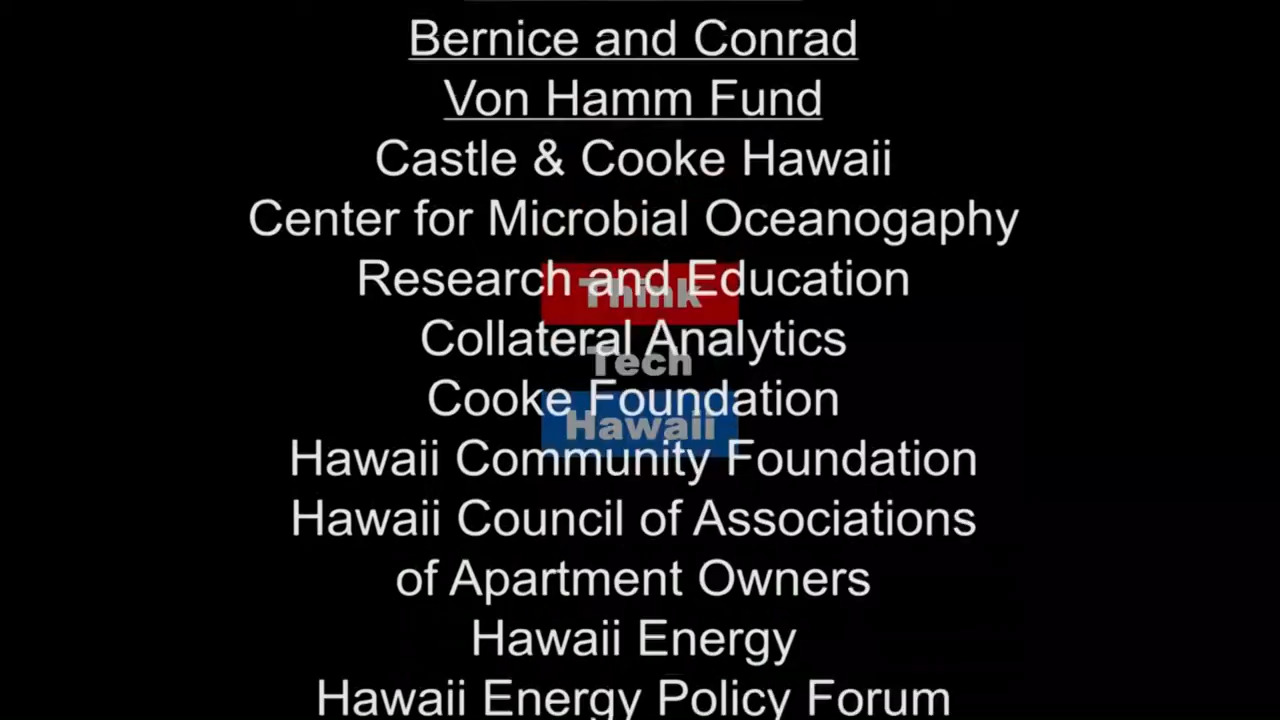 Bernice and Conrad
Von Hamm Fund
Castle & Cooke Hawaii
Center for Microbial Oceanogaphy
Research and Education
Think
Collateral Analytics
Tech
Cooke Foundation
Hawaii
Hawaii Community Foundation
Hawaii Council of Associations
of Apartment Owners
Hawaii Energy
Hawaii Energy Policy Forum